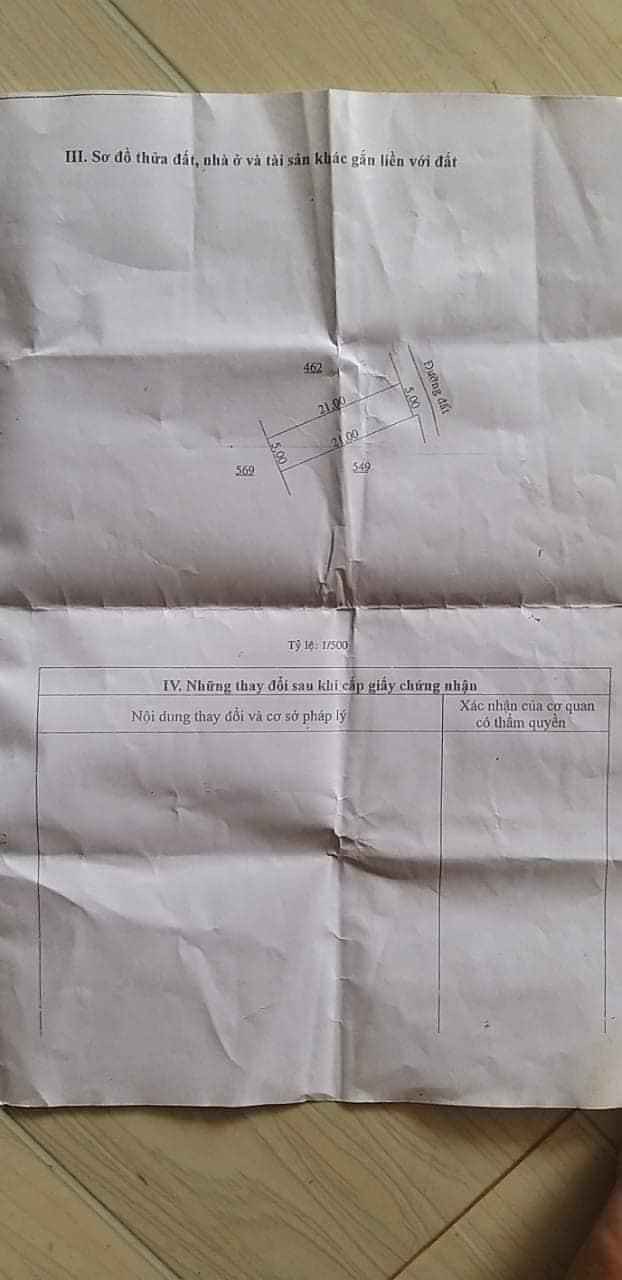 III. Sơ đồ thửa đất, nhà ở và tài sản khác gắn liền với đất
462
Đường đất
21.00
5.00
5.00
21.00
569
549
Tỷ lệ: 1/500
IV. Những thay đổi sau khi cấp giấy chứng nhận
Nội dung thay đổi và cơ sở pháp lý
Xác nhận của cơ quan
có thẩm quyền